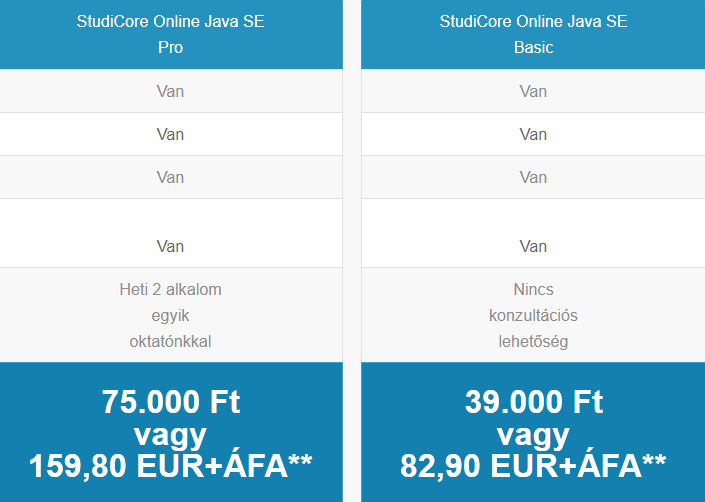 StudiCore Online Java SE
Pro
Van
Van
Van
Van
Heti 2 alkalom
egyik
oktatónkkal
75.000 Ft
vagy
159,80 EUR+ÁFA**
StudiCore Online Java SE
Basic
Van
Van
Van
Van
Nincs
konzultációs
lehetőség
39.000 Ft
vagy
82,90 EUR+ÁFA**